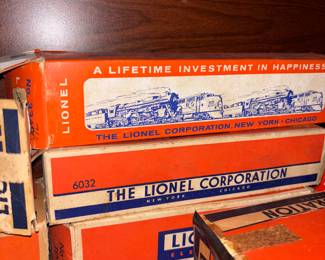 A LIFETIME INVESTMENT IN HAPPINESS
LIONEL
THE LIONEL CORPORATION, NEW YORK · CHICAGO
6032
THE LIONEL CORPORATION
NEW YORK CHICAGO